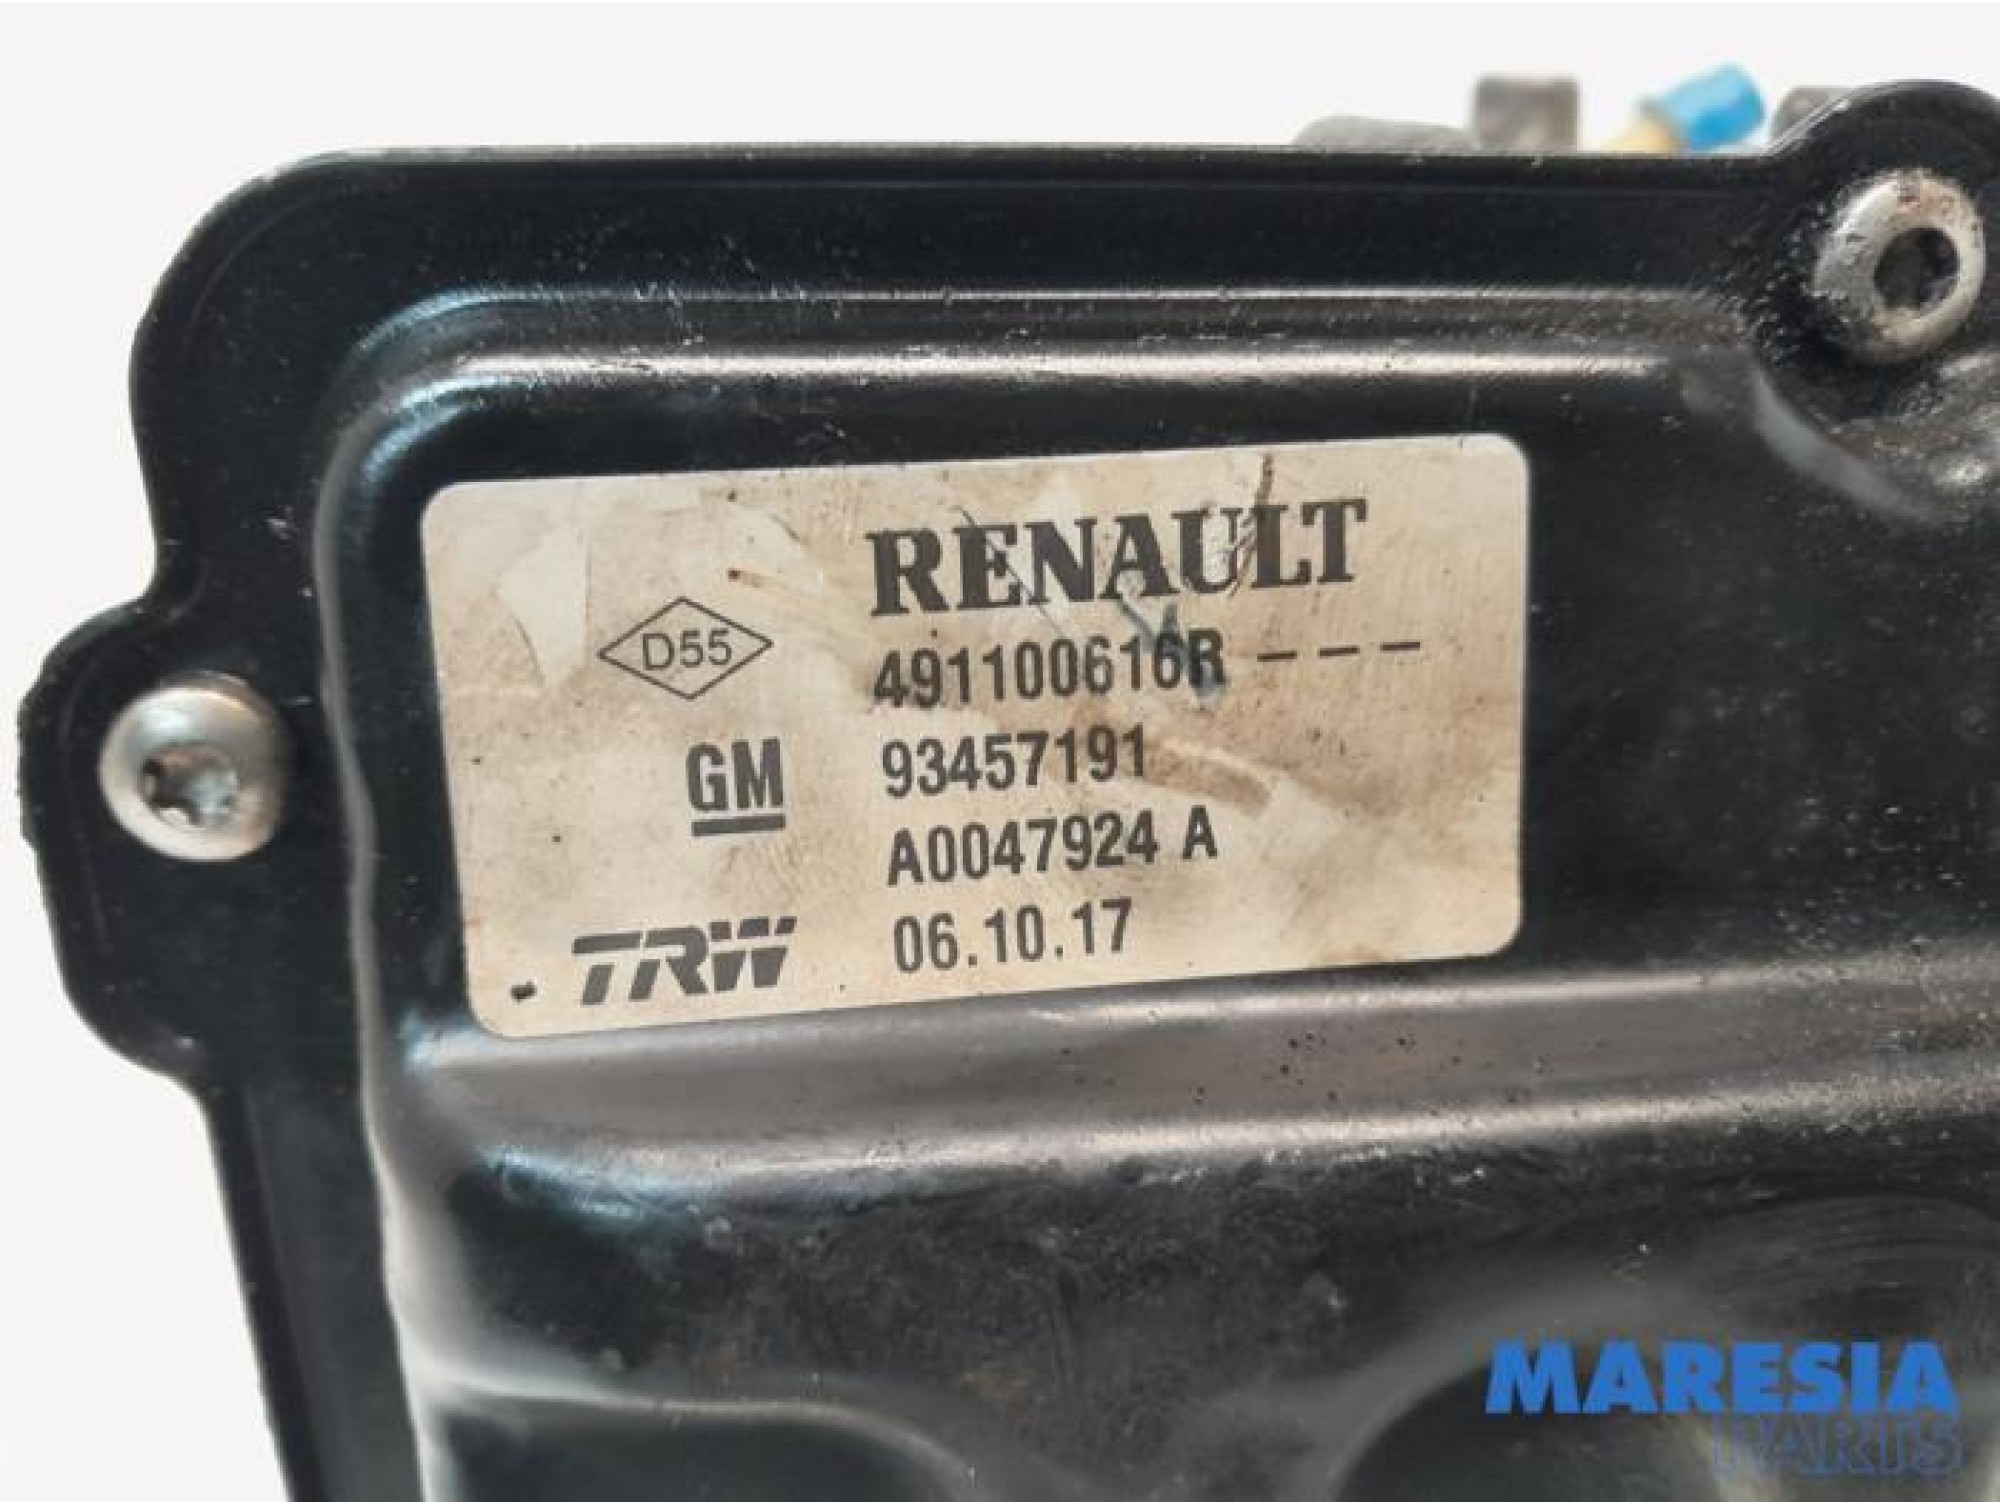 RENAULT
D55 491100616R - - -
GM 93457191
A0047924 A
TRW 06.10.17
MARESIA
PARTS